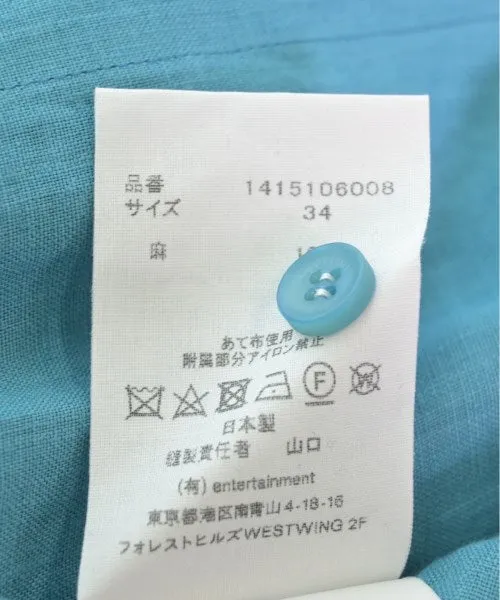 品番 1415106008
サイズ 34
麻
あて布使用
附属部分アイロン禁止
F
W
日本製
縫製責任者 山口
(有) entertainment
東京都港区南青山4-18-16
フォレストヒルズWESTWING 2F